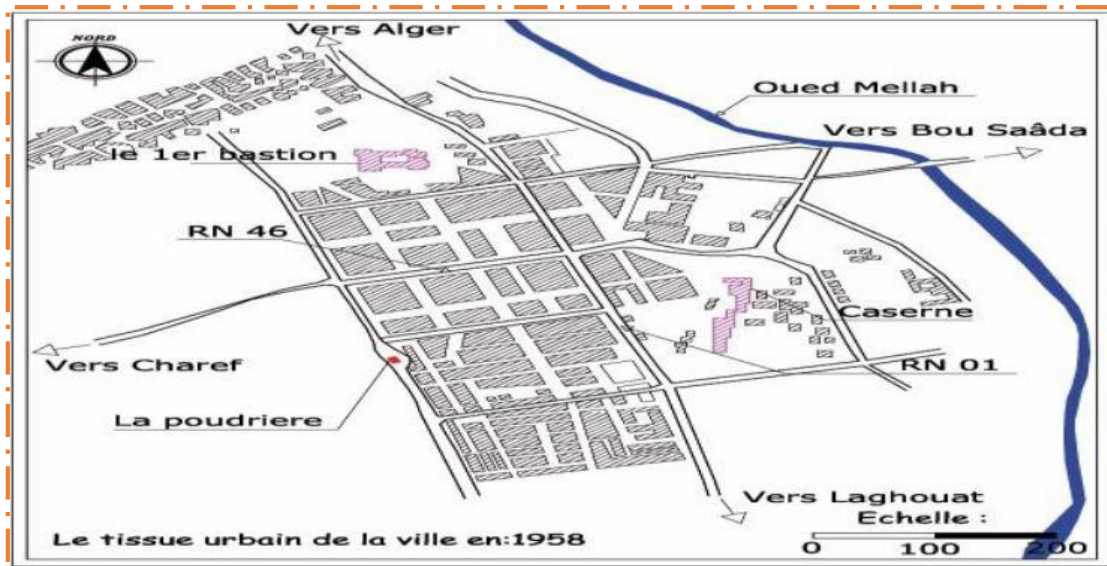 NORD
Vers Alger
Oued Mellah
Vers Bou Saâda
le 1er bastion
RN 46
Caserne
Vers Charef
RN 01
La poudriere
Vers Laghouat
Echelle :
0 100 200
Le tissue urbain de la ville en:1958